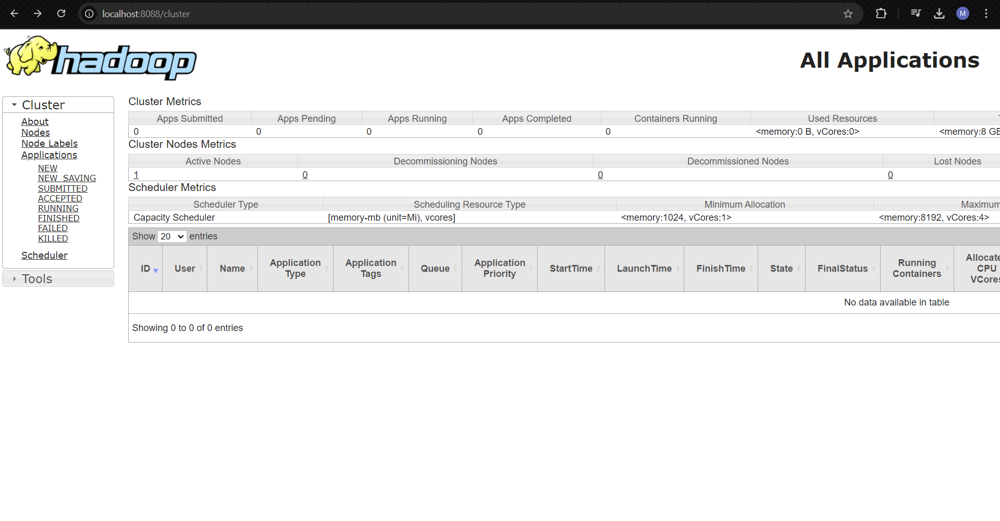 localhost:8088/cluster
M
hadoop
All Applications
Cluster
About
Nodes
Node Labels
Applications
NEW
NEW_SAVING
SUBMITTED
ACCEPTED
RUNNING
FINISHED
FAILED
KILLED
Scheduler
Tools
Cluster Metrics
Apps Submitted Apps Pending Apps Running Apps Completed Containers Running Used Resources
0 0 0 0 0 <memory:0 B, vCores:0> <memory:8 GB
Cluster Nodes Metrics
Active Nodes Decommissioning Nodes Decommissioned Nodes Lost Nodes
1 0 0 0
Scheduler Metrics
Scheduler Type Scheduling Resource Type Minimum Allocation Maximum
Capacity Scheduler [memory-mb (unit=Mi), vcores] <memory:1024, vCores:1> <memory:8192, vCores:4>
Show 20 entries
ID User Name Application Type Application Tags Queue Application Priority StartTime LaunchTime FinishTime State FinalStatus Running Containers Allocate CPU VCores
No data available in table
Showing 0 to 0 of 0 entries